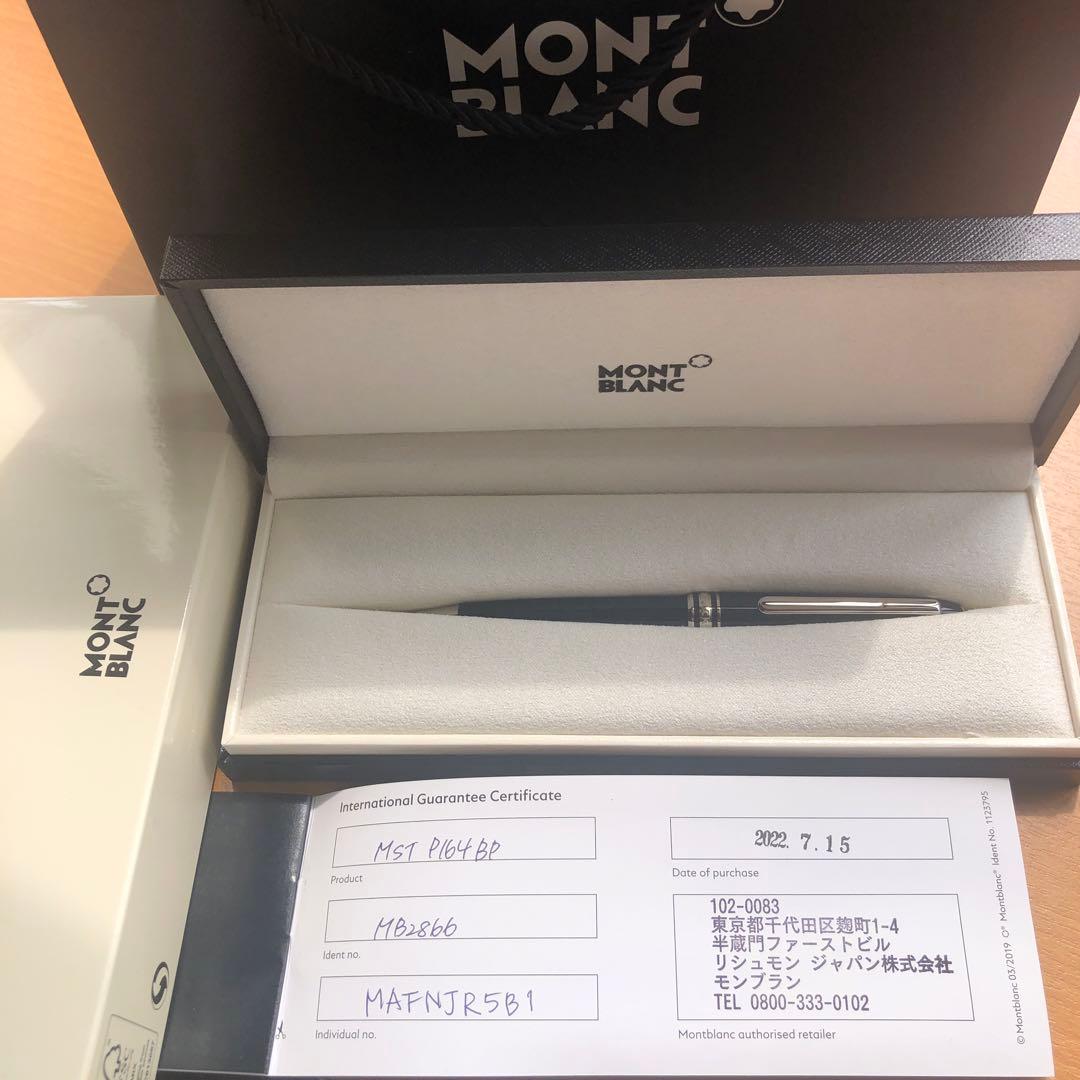 MONT
BLANC
MONT
BLANC
MONT
BLANC
International Guarantee Certificate
MST P164BP
Product
MB2866
Ident no.
MAFNJR5B1
Individual no.
2022. 7.15
Date of purchase
102-0083
東京都千代田区麹町1-4
半蔵門ファーストビル
リシュモン ジャパン株式会社
モンブラン
TEL 0800-333-0102
Montblanc authorised retailer
© Montblanc 03/2019 Montblanc® Ident No. 1123795